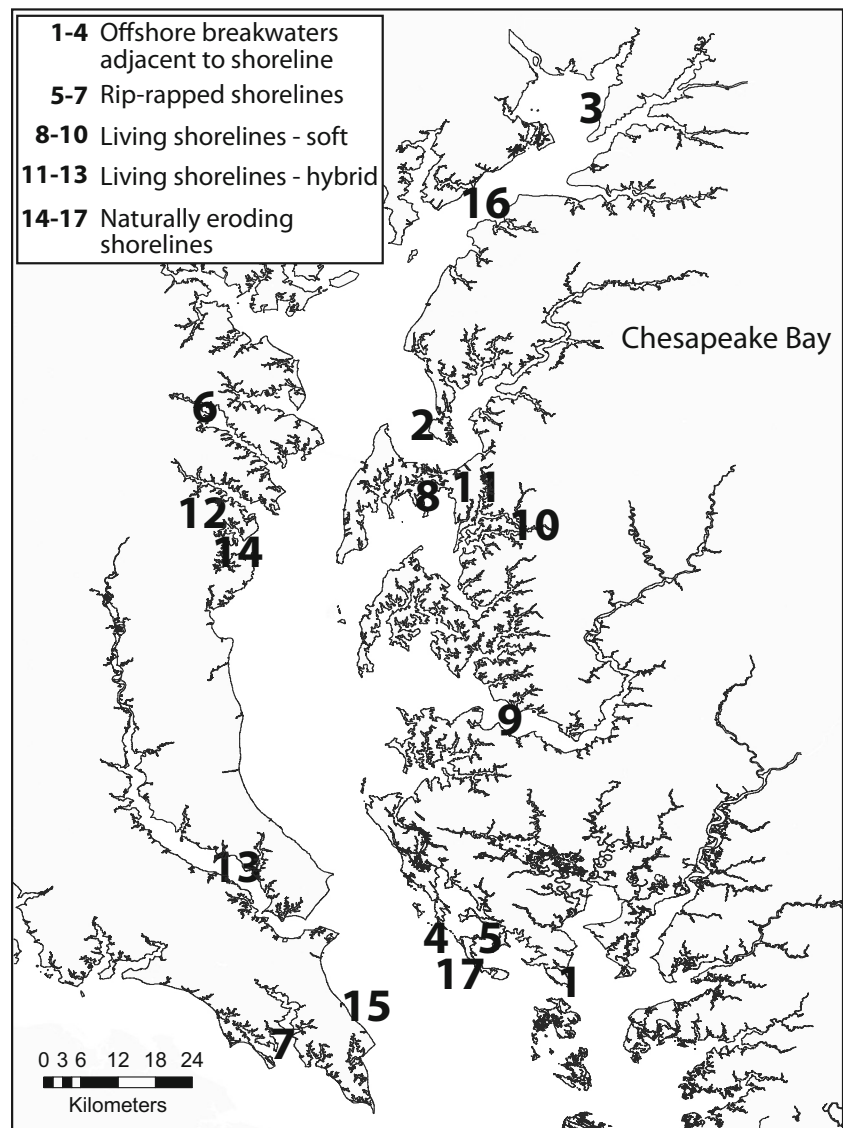 1-4 Offshore breakwaters
adjacent to shoreline
5-7 Rip-rapped shorelines
8-10 Living shorelines - soft
11-13 Living shorelines - hybrid
14-17 Naturally eroding
shorelines
3
16
Chesapeake Bay
6
2
11
8
12
10
14
9
13
4
5
17
1
15
7
0 3 6 12 18 24
Kilometers